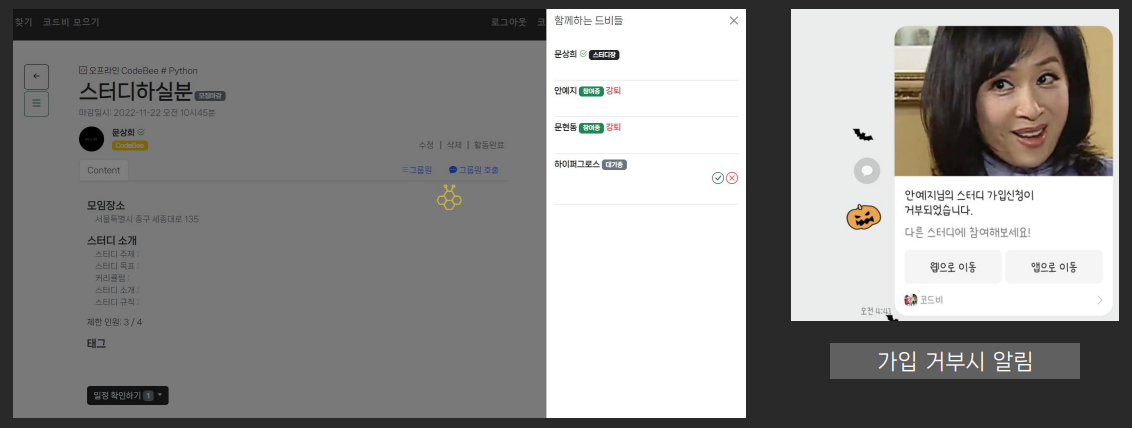 찾기 코드비 모으기
로그아웃 코
오프라인 CodeBee # Python
스터디하실분 모임마감
마감일시: 2022-11-22 오전 10시45분
문상희
CodeBee
수정 | 삭제 | 활동완료
Content
그룹원 그룹원 호출
모임장소
서울특별시 중구 세종대로 135
스터디 소개
스터디 주제 :
스터디 목표 :
커리큘럼 :
스터디 소개 :
스터디 규칙 :
제한 인원: 3 / 4
태그
일정 확인하기 1
함께하는 드비들
문상희 스터디장
안예지 참여중 강퇴
문현동 참여중 강퇴
하이퍼그로스 대기중
안예지님의 스터디 가입신청이
거부되었습니다.
다른 스터디에 참여해보세요!
웹으로 이동 앱으로 이동
코드비
오전 4:41
가입 거부시 알림